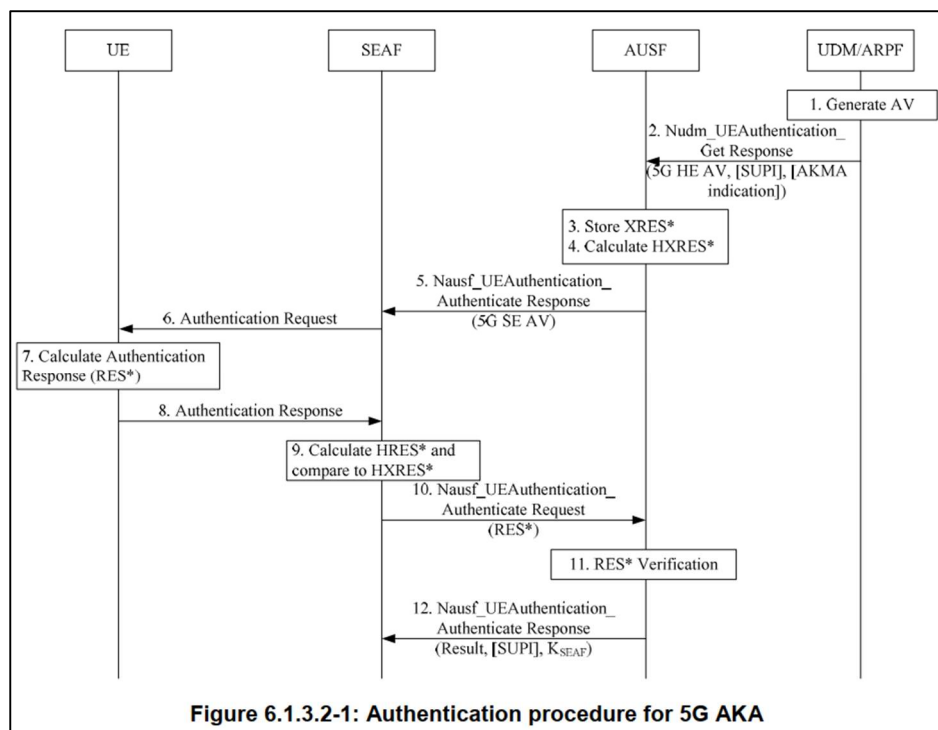 UE
SEAF
AUSF
UDM/ARPF
1. Generate AV
2. Nudm_UEAuthentication_
Get Response
(5G HE AV, [SUPI], [AKMA
indication])
3. Store XRES*
4. Calculate HXRES*
5. Nausf_UEAuthentication_
Authenticate Response
(5G SE AV)
6. Authentication Request
7. Calculate Authentication
Response (RES*)
8. Authentication Response
9. Calculate HRES* and
compare to HXRES*
10. Nausf_UEAuthentication_
Authenticate Request
(RES*)
11. RES* Verification
12. Nausf_UEAuthentication_
Authenticate Response
(Result, [SUPI], KSEAF)
Figure 6.1.3.2-1: Authentication procedure for 5G AKA